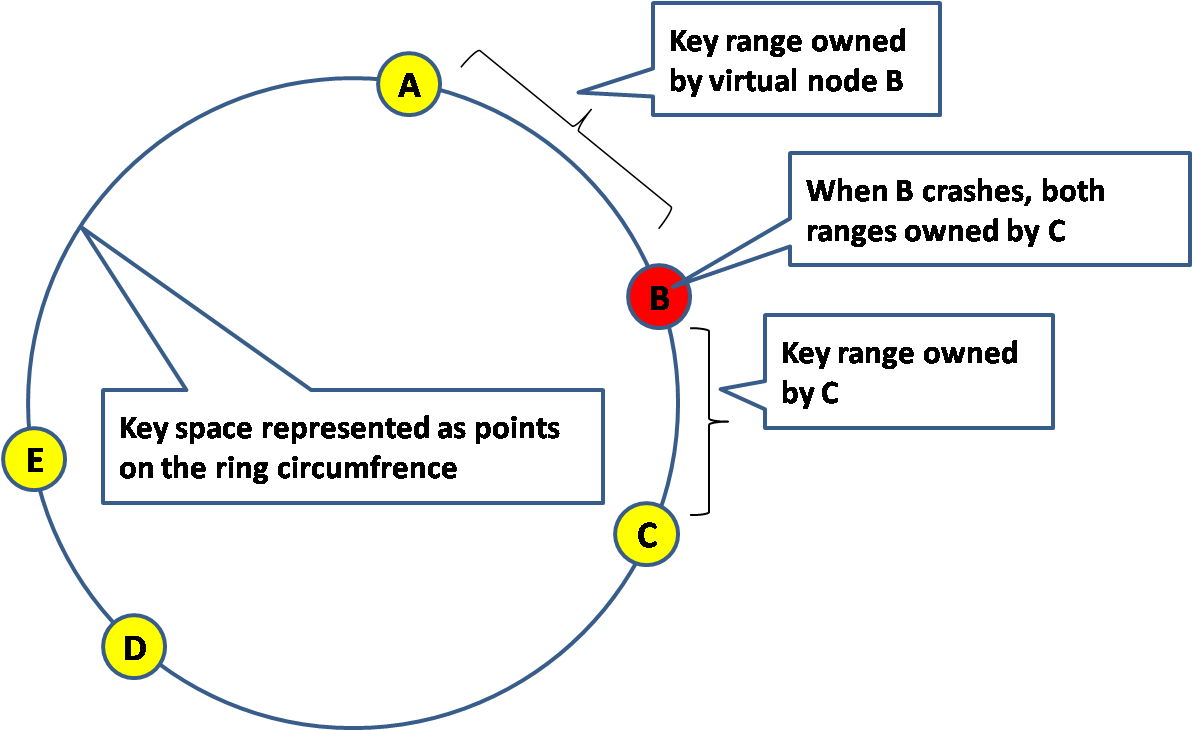 A
Key range owned
by virtual node B
When B crashes, both
ranges owned by C
B
Key range owned
by C
Key space represented as points
on the ring circumfrence
E
C
D